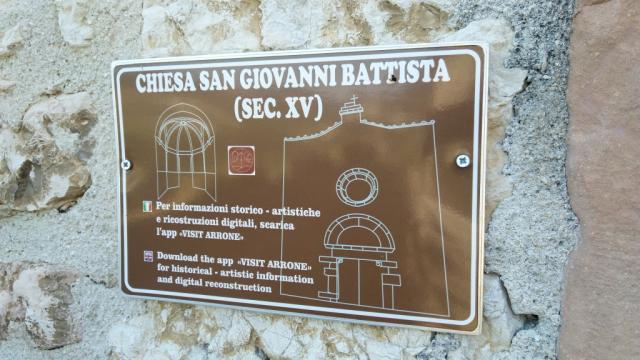 CHIESA SAN GIOVANNI BATTISTA
(SEC. XV)
Per informazioni storico - artistiche
e ricostruzioni digitali, scarica
l'app «VISIT ARRONE»
Download the app «VISIT ARRONE»
for historical - artistic information
and digital reconstruction